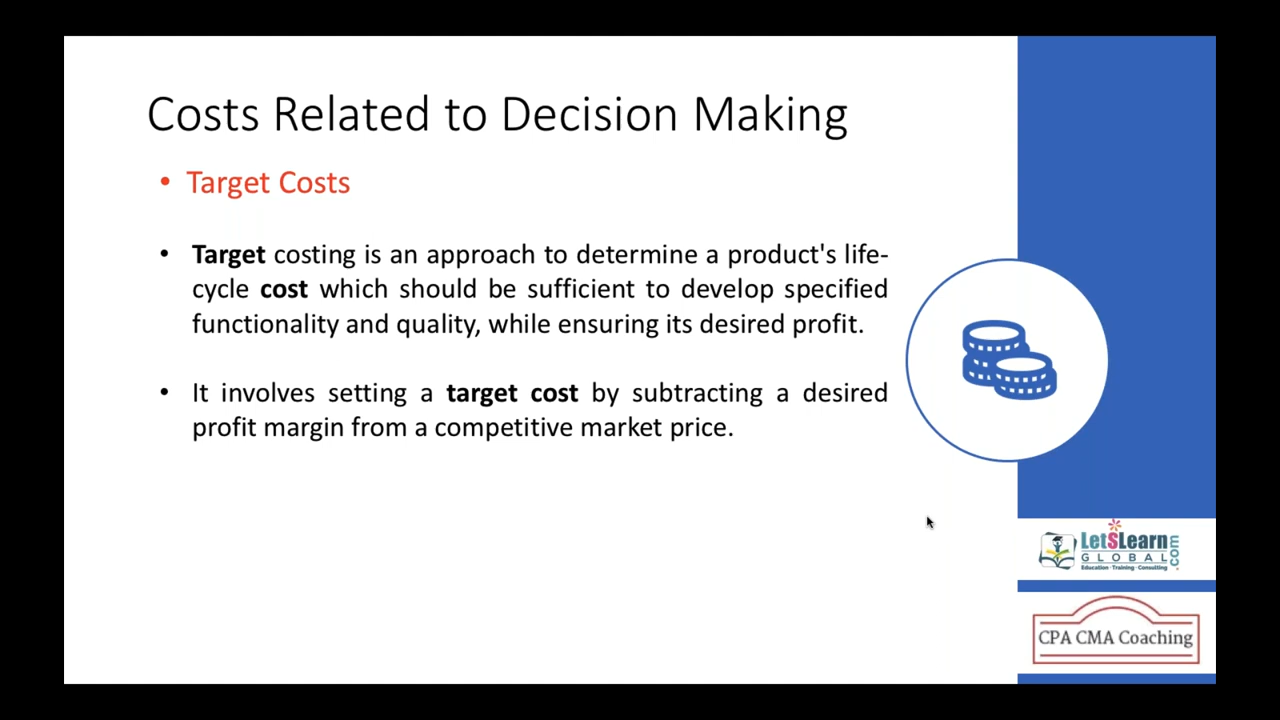 Costs Related to Decision Making
• Target Costs
• Target costing is an approach to determine a product's life-
cycle cost which should be sufficient to develop specified
functionality and quality, while ensuring its desired profit.
• It involves setting a target cost by subtracting a desired
profit margin from a competitive market price.
LetSLearn
GLOBAL.com
Education · Training · Consulting
CPA CMA Coaching